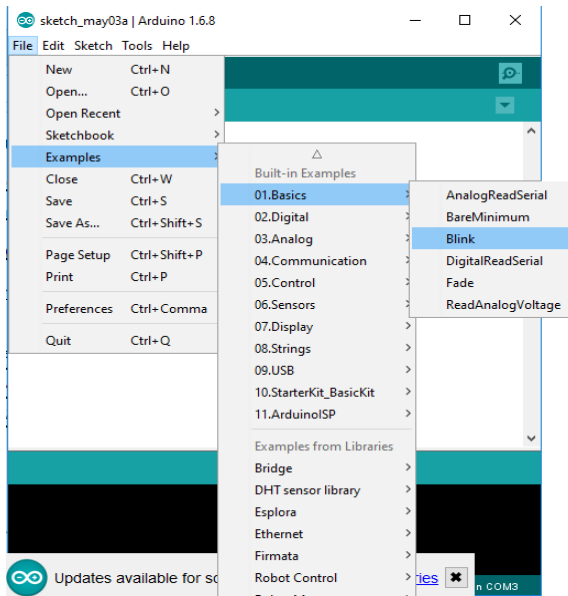 sketch_may03a | Arduino 1.6.8
File Edit Sketch Tools Help
New Ctrl+N
Open... Ctrl+O
Open Recent
Sketchbook
Examples
Close Ctrl+W
Save Ctrl+S
Save As... Ctrl+Shift+S
Page Setup Ctrl+Shift+P
Print Ctrl+P
Preferences Ctrl+Comma
Quit Ctrl+Q
Built-in Examples
01.Basics
02.Digital
03.Analog
04.Communication
05.Control
06.Sensors
07.Display
08.Strings
09.USB
10.StarterKit_BasicKit
11.ArduinoISP
Examples from Libraries
Bridge
DHT sensor library
Esplora
Ethernet
Firmata
Robot Control
AnalogReadSerial
BareMinimum
Blink
DigitalReadSerial
Fade
ReadAnalogVoltage
Updates available for so ries
n COM3